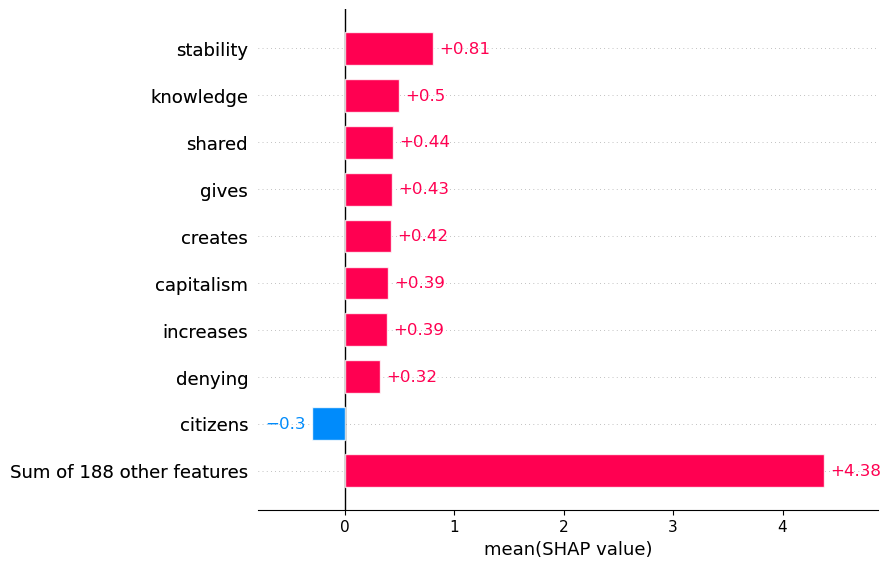 stability +0.81
knowledge +0.5
shared +0.44
gives +0.43
creates +0.42
capitalism +0.39
increases +0.39
denying +0.32
citizens −0.3
Sum of 188 other features +4.38
0 1 2 3 4
mean(SHAP value)